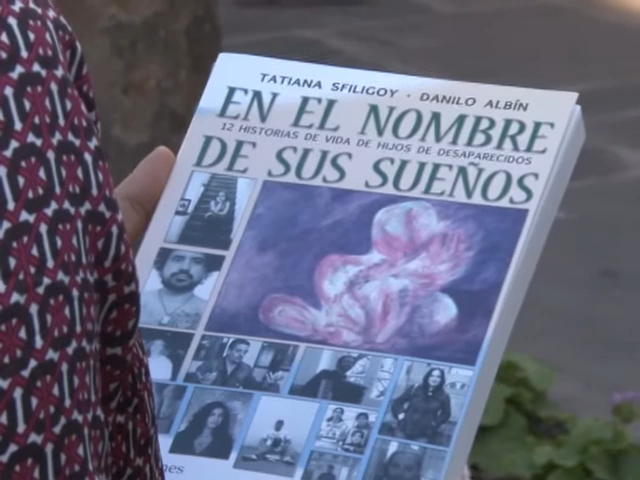 TATIANA SFILIGOY · DANILO ALBÍN
EN EL NOMBRE
12 HISTORIAS DE VIDA DE HIJOS DE DESAPARECIDOS
DE SUS SUEÑOS